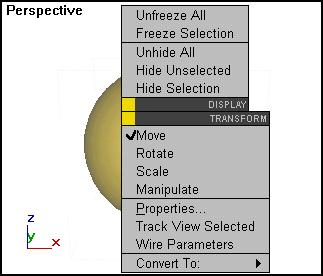 Perspective
Unfreeze All
Freeze Selection
Unhide All
Hide Unselected
Hide Selection
DISPLAY
TRANSFORM
Move
Rotate
Scale
Manipulate
Properties...
Track View Selected
Wire Parameters
Convert To:
z
y
x